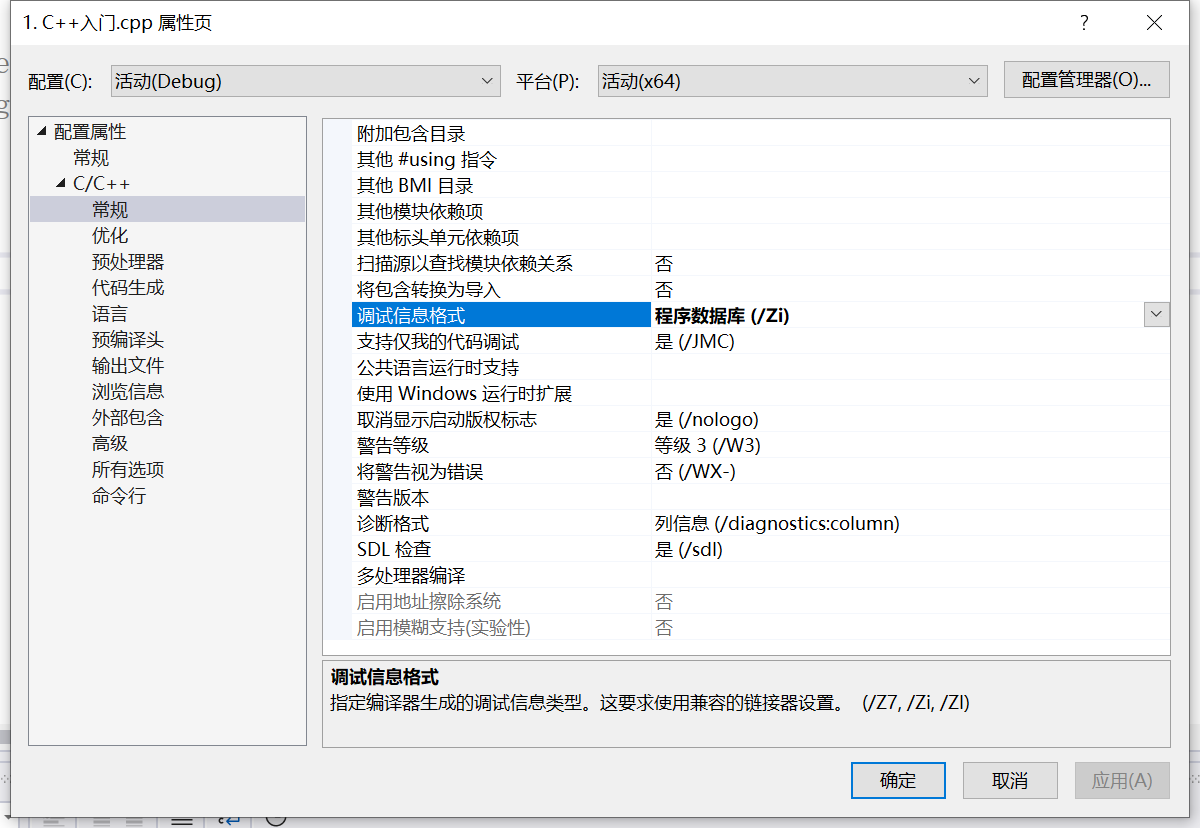 1. C++入门.cpp 属性页
配置(C): 活动(Debug) 平台(P): 活动(x64) 配置管理器(O)...
配置属性
常规
C/C++
常规
优化
预处理器
代码生成
语言
预编译头
输出文件
浏览信息
外部包含
高级
所有选项
命令行
附加包含目录
其他 #using 指令
其他 BMI 目录
其他模块依赖项
其他标头单元依赖项
扫描源以查找模块依赖关系 否
将包含转换为导入 否
调试信息格式 程序数据库 (/Zi)
支持仅我的代码调试 是 (/JMC)
公共语言运行时支持
使用 Windows 运行时扩展
取消显示启动版权标志 是 (/nologo)
警告等级 等级 3 (/W3)
将警告视为错误 否 (/WX-)
警告版本
诊断格式 列信息 (/diagnostics:column)
SDL 检查 是 (/sdl)
多处理器编译
启用地址擦除系统 否
启用模糊支持(实验性) 否
调试信息格式
指定编译器生成的调试信息类型。这要求使用兼容的链接器设置。 (/Z7, /Zi, /ZI)
确定 取消 应用(A)